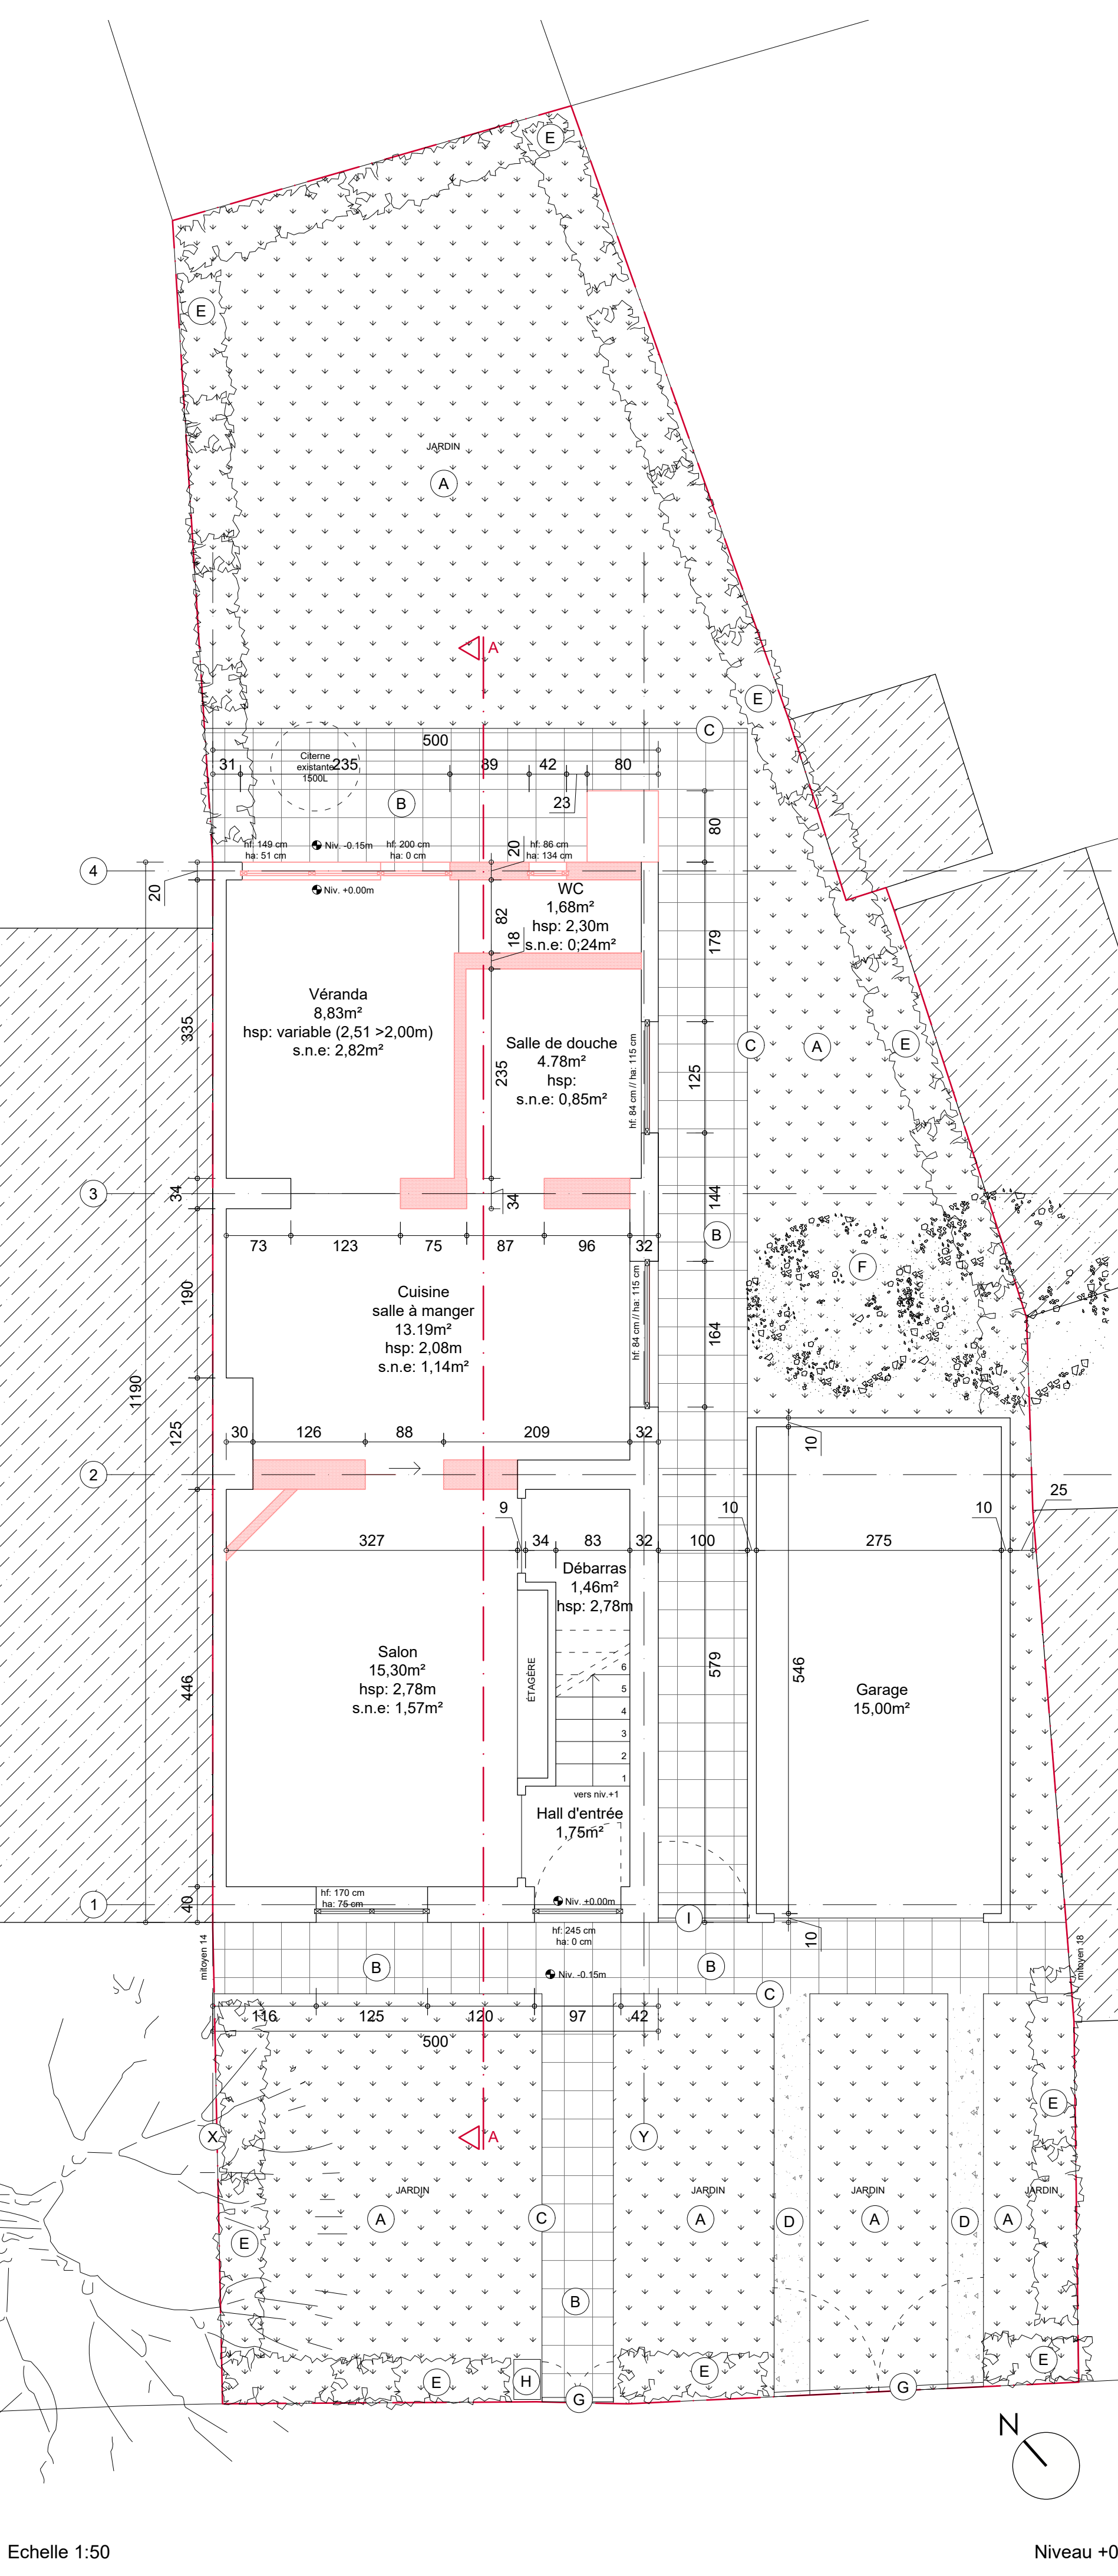 E
E
JARDIN
A
A
E
C
500
31
235
89
42
80
Citerne
existante
1500L
23
B
80
hf: 149 cm
ha: 51 cm
Niv. -0.15m
hf: 200 cm
ha: 0 cm
20
hf: 86 cm
ha: 134 cm
4
20
Niv. +0.00m
WC
1,68m²
hsp: 2,30m
s.n.e: 0;24m²
82
18
179
Véranda
8,83m²
hsp: variable (2,51 >2,00m)
s.n.e: 2,82m²
335
Salle de douche
4.78m²
hsp:
s.n.e: 0,85m²
235
hf: 84 cm // ha: 115 cm
125
C
A
E
3
34
34
144
73
123
75
87
96
32
B
F
190
Cuisine
salle à manger
13.19m²
hsp: 2,08m
s.n.e: 1,14m²
hf: 84 cm // ha: 115 cm
164
1190
125
30
126
88
209
32
10
2
9
10
10
25
327
34
83
32
100
275
Débarras
1,46m²
hsp: 2,78m
Salon
15,30m²
hsp: 2,78m
s.n.e: 1,57m²
446
ÉTAGÈRE
6
5
4
3
2
1
579
546
Garage
15,00m²
vers niv.+1
Hall d'entrée
1,75m²
hf: 170 cm
ha: 75 cm
1
40
Niv. +0.00m
I
hf: 245 cm
ha: 0 cm
10
mitoyen 14
mitoyen 18
B
Niv. -0.15m
B
C
116
125
120
97
42
500
X
A
Y
E
JARDIN
JARDIN
JARDIN
JARDIN
A
C
A
D
A
D
A
E
B
E
H
G
E
G
E
N
Echelle 1:50
Niveau +0